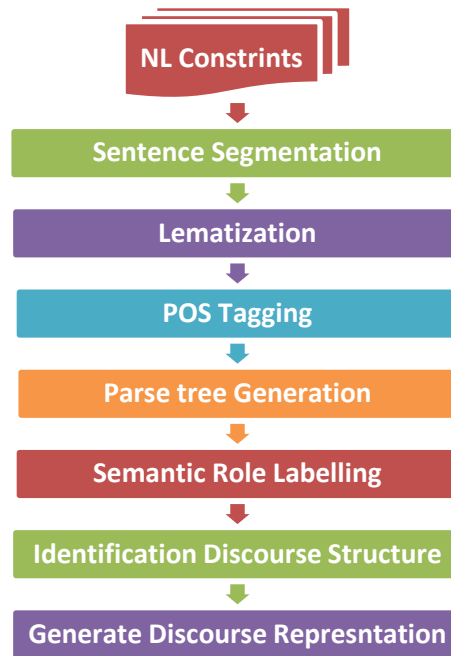 NL Constrints
Sentence Segmentation
Lematization
POS Tagging
Parse tree Generation
Semantic Role Labelling
Identification Discourse Structure
Generate Discourse Represntation